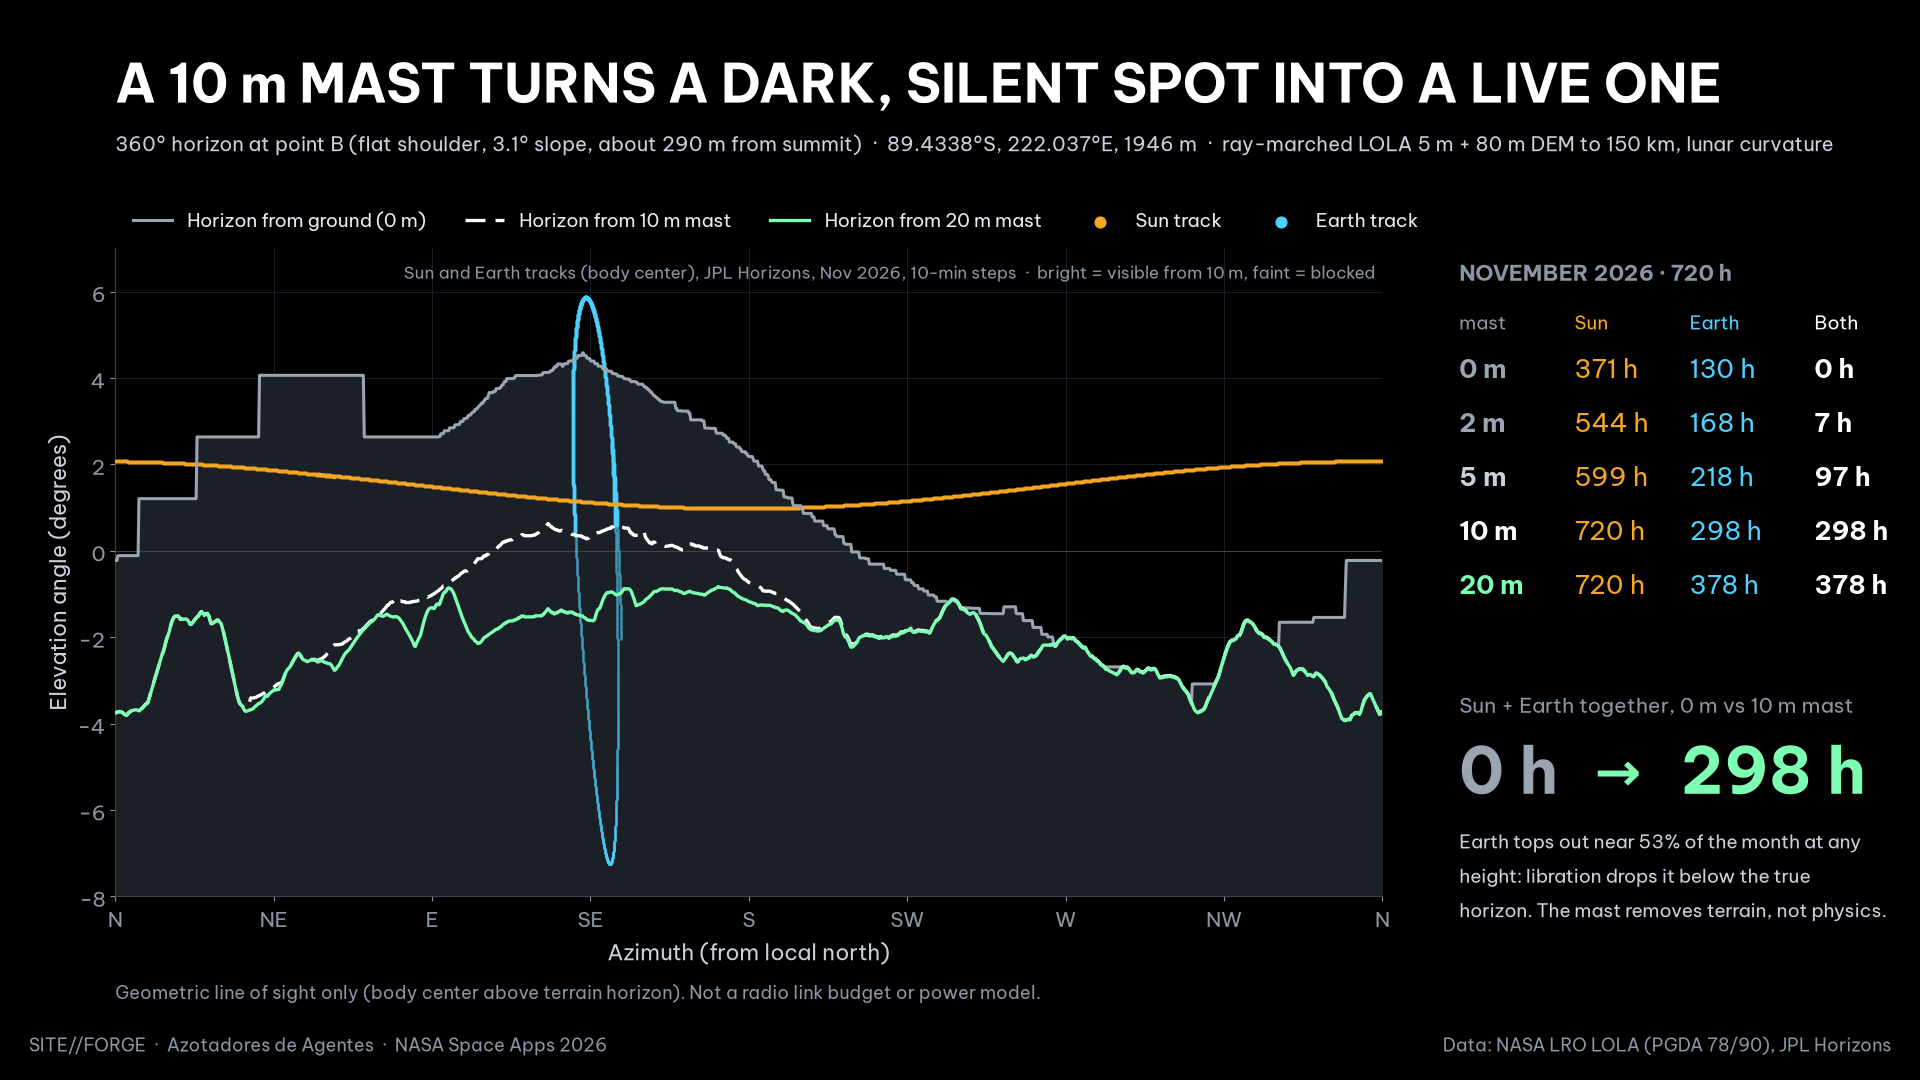 A 10 m MAST TURNS A DARK, SILENT SPOT INTO A LIVE ONE
360° horizon at point B (flat shoulder, 3.1° slope, about 290 m from summit) · 89.4338°S, 222.037°E, 1946 m · ray-marched LOLA 5 m + 80 m DEM to 150 km, lunar curvature
Horizon from ground (0 m) Horizon from 10 m mast Horizon from 20 m mast Sun track Earth track
Sun and Earth tracks (body center), JPL Horizons, Nov 2026, 10-min steps · bright = visible from 10 m, faint = blocked
Elevation angle (degrees)
6
4
2
0
−2
−4
−6
−8
N NE E SE S SW W NW N
Azimuth (from local north)
NOVEMBER 2026 · 720 h
mast Sun Earth Both
0 m 371 h 130 h 0 h
2 m 544 h 168 h 7 h
5 m 599 h 218 h 97 h
10 m 720 h 298 h 298 h
20 m 720 h 378 h 378 h
Sun + Earth together, 0 m vs 10 m mast
0 h → 298 h
Earth tops out near 53% of the month at any
height: libration drops it below the true
horizon. The mast removes terrain, not physics.
Geometric line of sight only (body center above terrain horizon). Not a radio link budget or power model.
SITE//FORGE · Azotadores de Agentes · NASA Space Apps 2026
Data: NASA LRO LOLA (PGDA 78/90), JPL Horizons